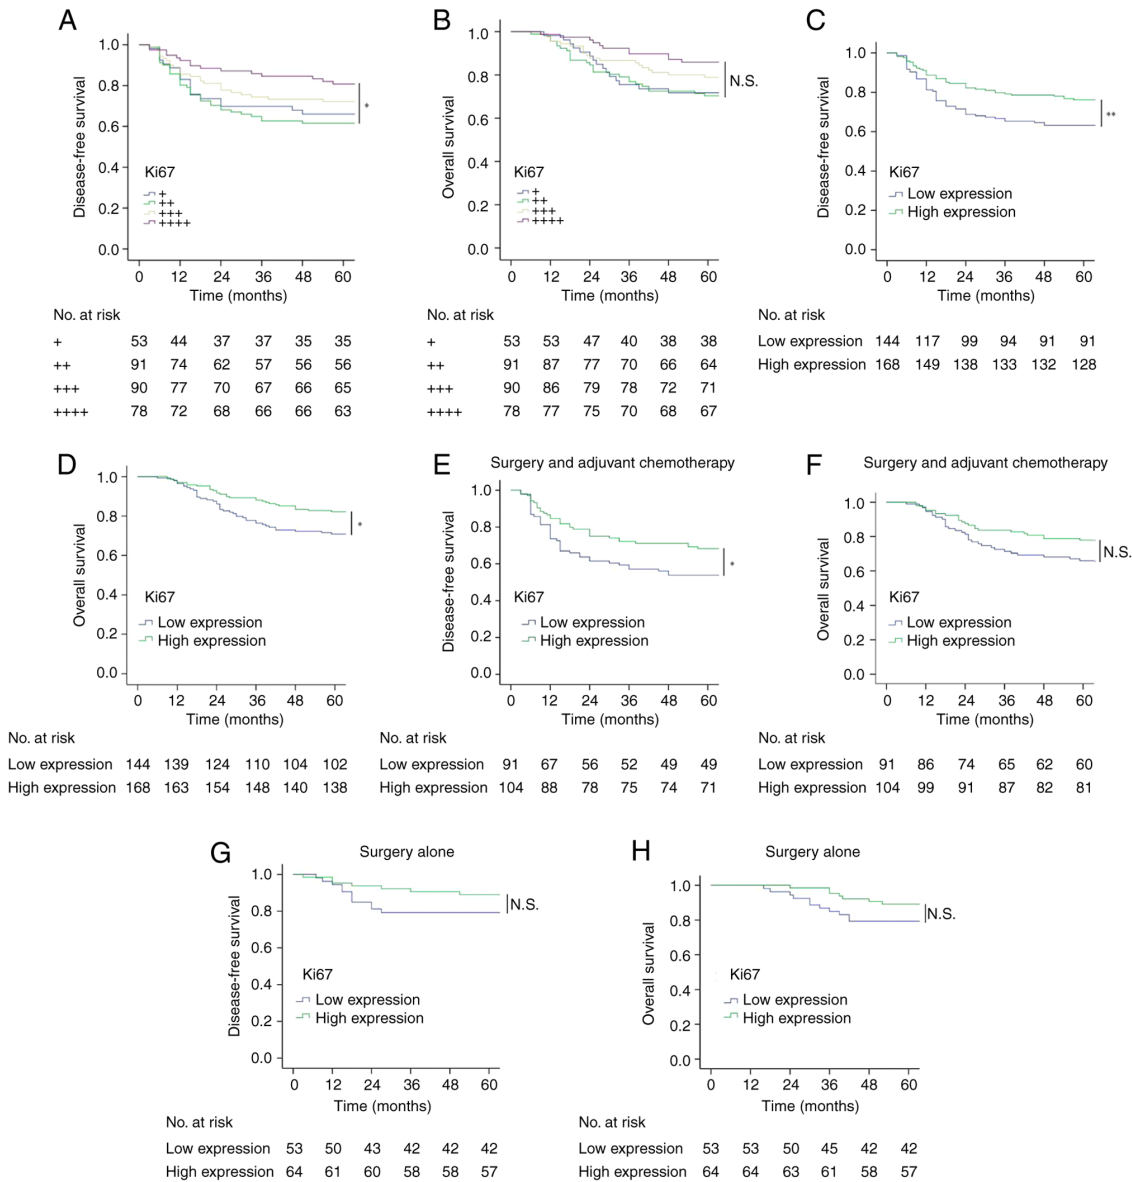 A
Disease-free survival
1.0
0.8
0.6
0.4
0.2
0.0
Ki67
+
++
+++
++++
*
0 12 24 36 48 60
Time (months)
No. at risk
+ 53 44 37 37 35 35
++ 91 74 62 57 56 56
+++ 90 77 70 67 66 65
++++ 78 72 68 66 66 63
B
Overall survival
1.0
0.8
0.6
0.4
0.2
0.0
Ki67
+
++
+++
++++
N.S.
0 12 24 36 48 60
Time (months)
No. at risk
+ 53 53 47 40 38 38
++ 91 87 77 70 66 64
+++ 90 86 79 78 72 71
++++ 78 77 75 70 68 67
C
Disease-free survival
1.0
0.8
0.6
0.4
0.2
0.0
Ki67
Low expression
High expression
**
0 12 24 36 48 60
Time (months)
No. at risk
Low expression 144 117 99 94 91 91
High expression 168 149 138 133 132 128
D
Overall survival
1.0
0.8
0.6
0.4
0.2
0.0
Ki67
Low expression
High expression
*
0 12 24 36 48 60
Time (months)
No. at risk
Low expression 144 139 124 110 104 102
High expression 168 163 154 148 140 138
E
Surgery and adjuvant chemotherapy
Disease-free survival
1.0
0.8
0.6
0.4
0.2
0.0
Ki67
Low expression
High expression
*
0 12 24 36 48 60
Time (months)
No. at risk
Low expression 91 67 56 52 49 49
High expression 104 88 78 75 74 71
F
Surgery and adjuvant chemotherapy
Overall survival
1.0
0.8
0.6
0.4
0.2
0.0
Ki67
Low expression
High expression
N.S.
0 12 24 36 48 60
Time (months)
No. at risk
Low expression 91 86 74 65 62 60
High expression 104 99 91 87 82 81
G
Surgery alone
Disease-free survival
1.0
0.8
0.6
0.4
0.2
0.0
Ki67
Low expression
High expression
N.S.
0 12 24 36 48 60
Time (months)
No. at risk
Low expression 53 50 43 42 42 42
High expression 64 61 60 58 58 57
H
Surgery alone
Overall survival
1.0
0.8
0.6
0.4
0.2
0.0
Ki67
Low expression
High expression
N.S.
0 12 24 36 48 60
Time (months)
No. at risk
Low expression 53 53 50 45 42 42
High expression 64 64 63 61 58 57